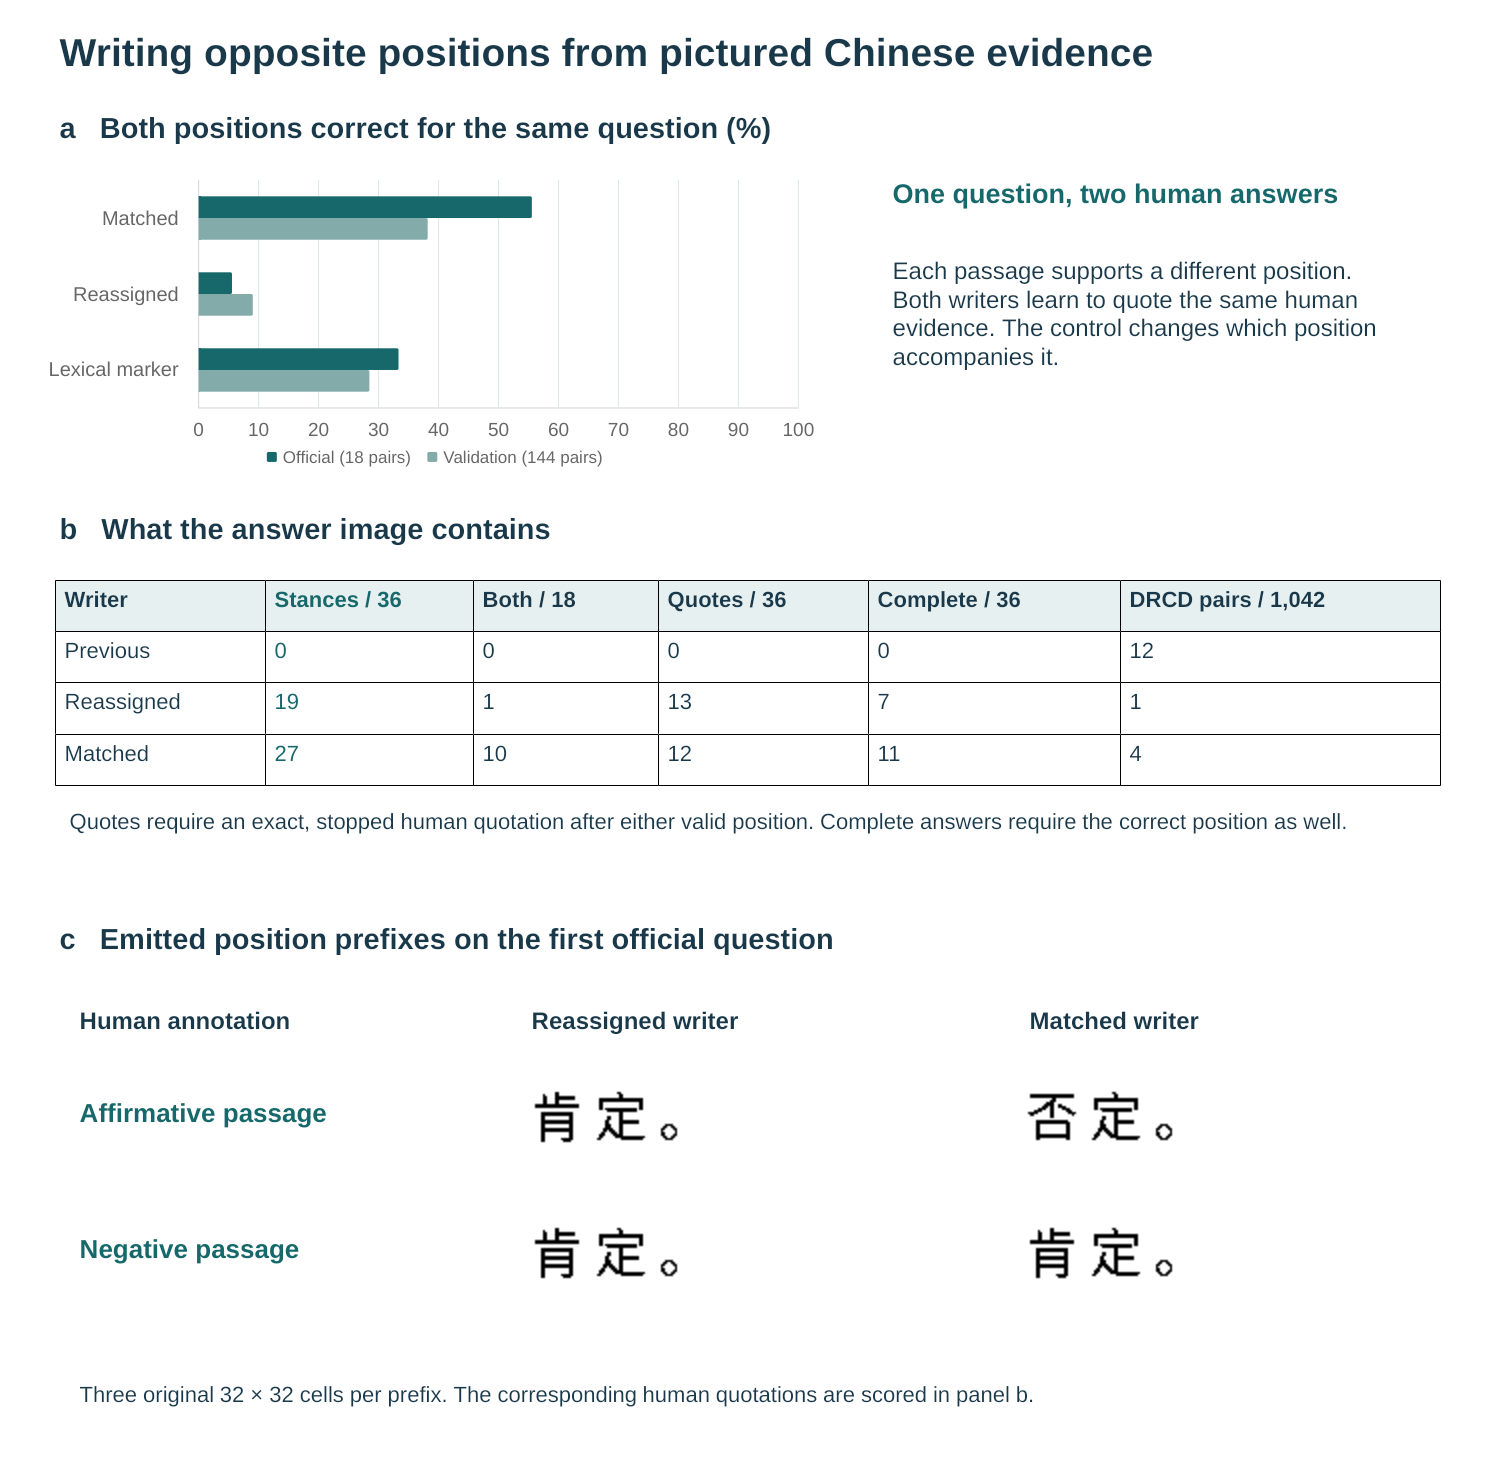 Writing opposite positions from pictured Chinese evidence
a Both positions correct for the same question (%)
Matched
Reassigned
Lexical marker
0 10 20 30 40 50 60 70 80 90 100
Official (18 pairs) Validation (144 pairs)
One question, two human answers
Each passage supports a different position.
Both writers learn to quote the same human
evidence. The control changes which position
accompanies it.
b What the answer image contains
Writer Stances / 36 Both / 18 Quotes / 36 Complete / 36 DRCD pairs / 1,042
Previous 0 0 0 0 12
Reassigned 19 1 13 7 1
Matched 27 10 12 11 4
Quotes require an exact, stopped human quotation after either valid position. Complete answers require the correct position as well.
c Emitted position prefixes on the first official question
Human annotation Reassigned writer Matched writer
Affirmative passage 肯定。 否定。
Negative passage 肯定。 肯定。
Three original 32 × 32 cells per prefix. The corresponding human quotations are scored in panel b.